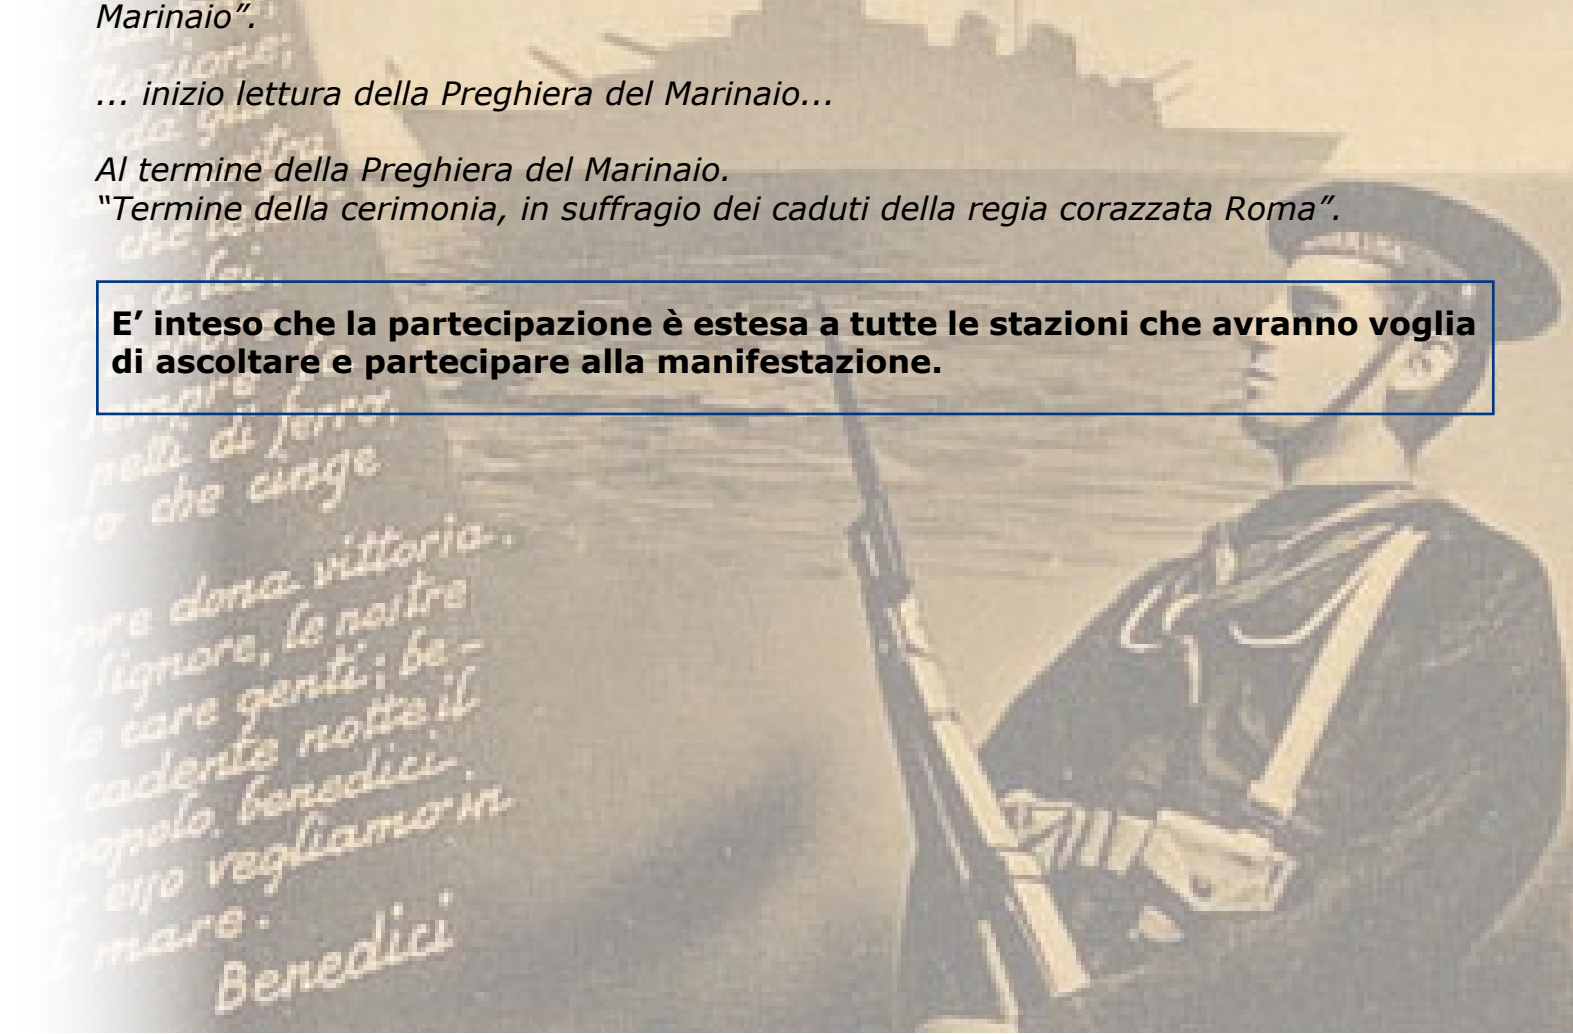 Marinaio”.
... inizio lettura della Preghiera del Marinaio...
Al termine della Preghiera del Marinaio.
“Termine della cerimonia, in suffragio dei caduti della regia corazzata Roma”.
E’ inteso che la partecipazione è estesa a tutte le stazioni che avranno voglia
di ascoltare e partecipare alla manifestazione.
di ferro,
che cinge
dona vittoria.
Signore, le nostre
le care genti; be-
cadente notte il
popolo, benedici,
esso vegliamo in
mare.
Benedici